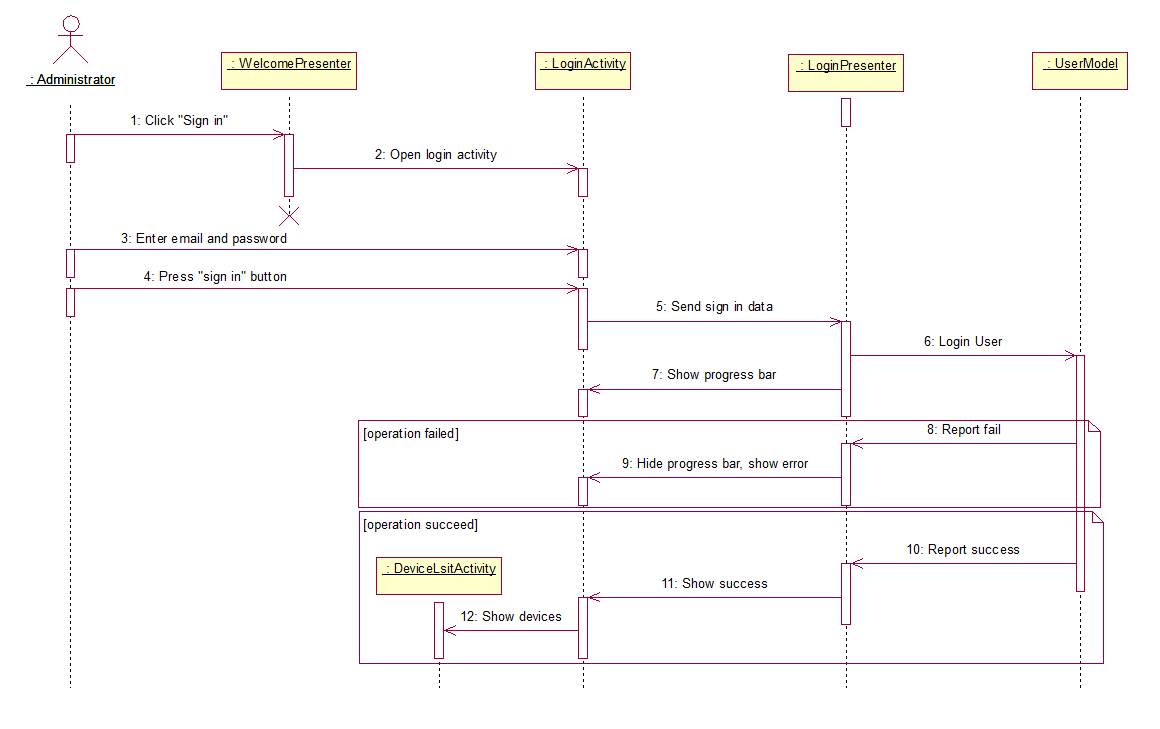 : WelcomePresenter
: LoginActivity
: LoginPresenter
: UserModel
: Administrator
1: Click "Sign in"
2: Open login activity
3: Enter email and password
4: Press "sign in" button
5: Send sign in data
6: Login User
7: Show progress bar
[operation failed]
8: Report fail
9: Hide progress bar, show error
[operation succeed]
10: Report success
: DeviceLsitActivity
11: Show success
12: Show devices